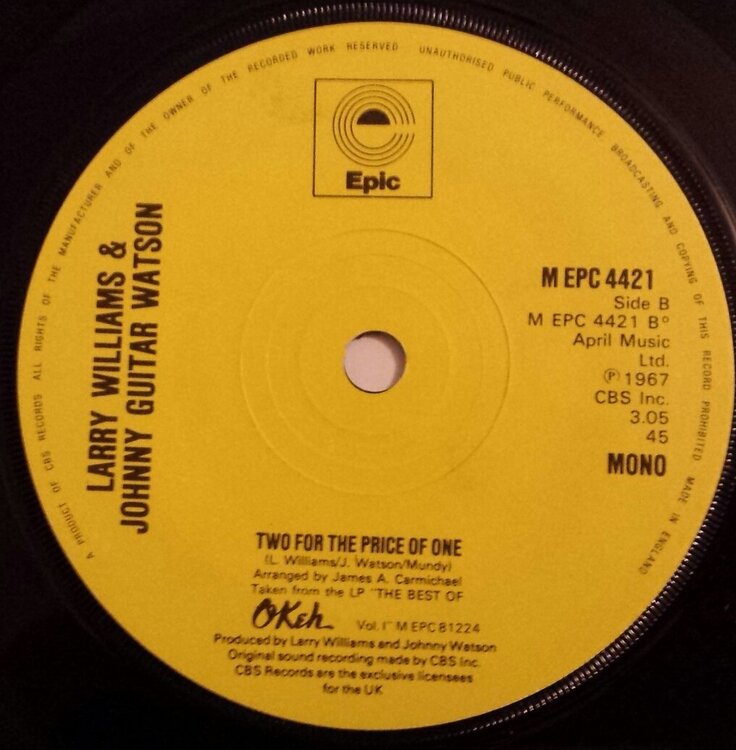 A PRODUCT OF CBS RECORDS ALL RIGHTS OF THE MANUFACTURER AND OF THE OWNER OF THE RECORDED WORK RESERVED UNAUTHORISED PUBLIC PERFORMANCE BROADCASTING AND COPYING OF THIS RECORD PROHIBITED MADE IN ENGLAND
Epic
LARRY WILLIAMS &
JOHNNY GUITAR WATSON
M EPC 4421
Side B
M EPC 4421 B°
April Music
Ltd.
℗ 1967
CBS Inc.
3.05
45
MONO
TWO FOR THE PRICE OF ONE
(L. Williams/J. Watson/Mundy)
Arranged by James A. Carmichael
Taken from the LP "THE BEST OF
OKeh Vol. I" M EPC 81224
Produced by Larry Williams and Johnny Watson
Original sound recording made by CBS Inc.
CBS Records are the exclusive licensees
for the UK